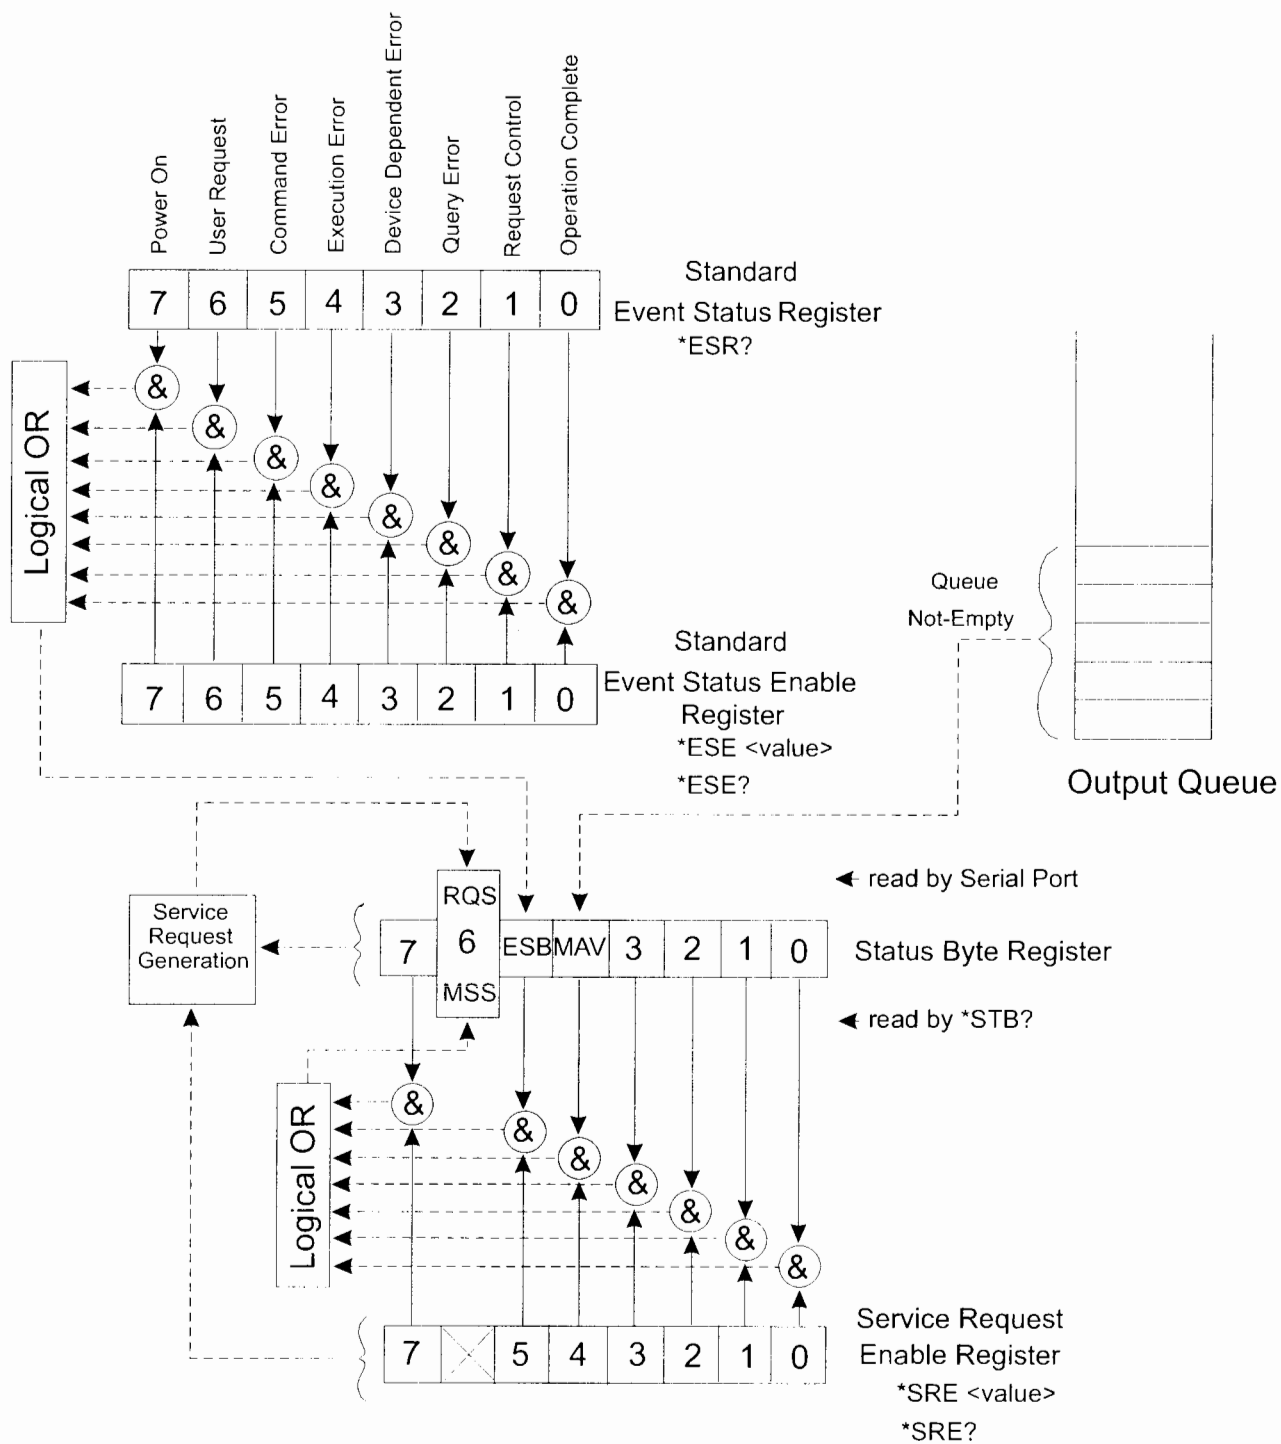 Power On
User Request
Command Error
Execution Error
Device Dependent Error
Query Error
Request Control
Operation Complete
7 6 5 4 3 2 1 0
Standard
Event Status Register
*ESR?
& & & & & & & &
Logical OR
Queue
Not-Empty
Output Queue
7 6 5 4 3 2 1 0
Standard
Event Status Enable
Register
*ESE <value>
*ESE?
Service
Request
Generation
RQS
7 6 ESB MAV 3 2 1 0
MSS
read by Serial Port
Status Byte Register
read by *STB?
& & & & & & &
Logical OR
7 5 4 3 2 1 0
Service Request
Enable Register
*SRE <value>
*SRE?